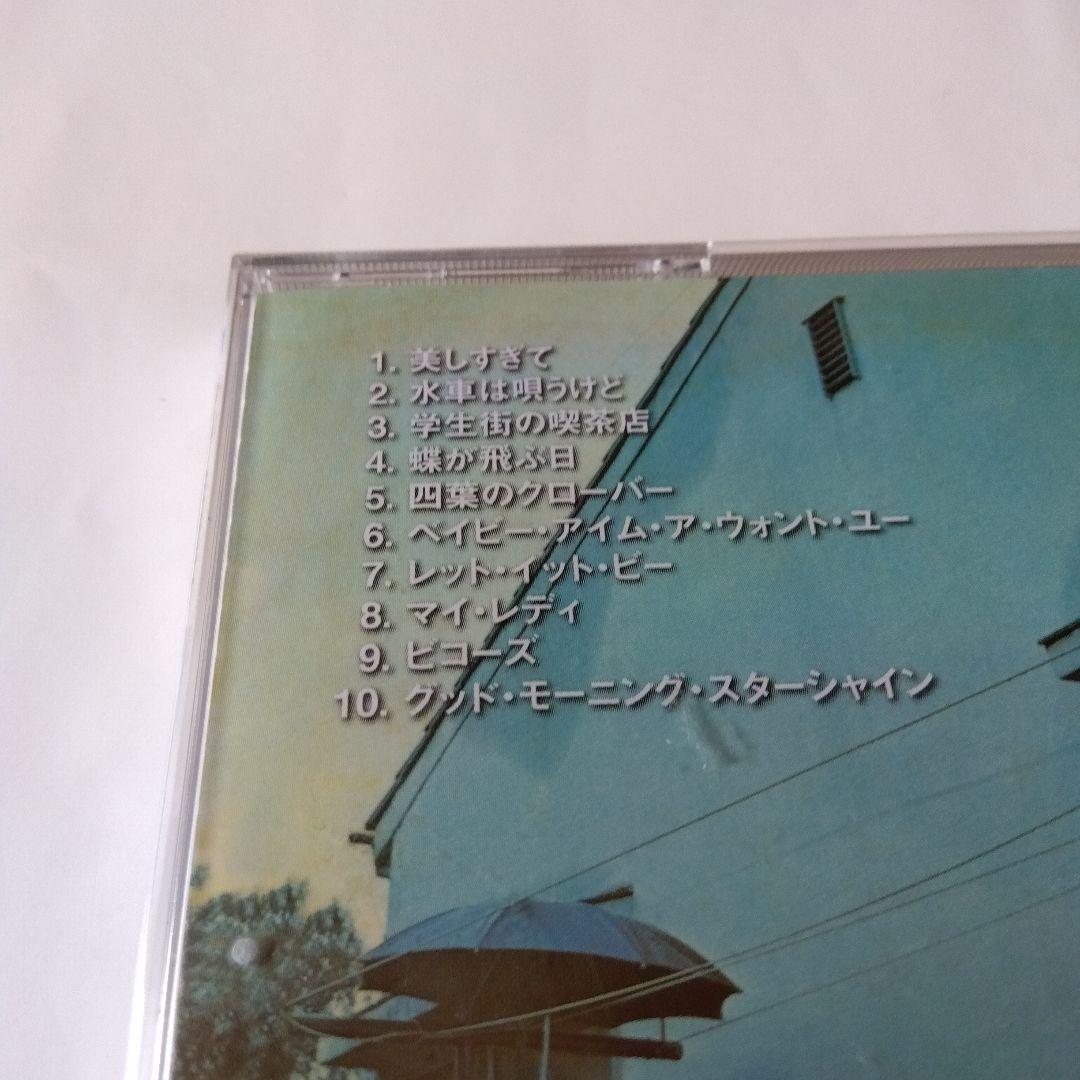 1. 美しすぎて
2. 水車は唄うけど
3. 学生街の喫茶店
4. 蝶が飛ぶ日
5. 四葉のクローバー
6. ベイビー・アイム・ア・ウォント・ユー
7. レット・イット・ビー
8. マイ・レディ
9. ビコーズ
10. グッド・モーニング・スターシャイン